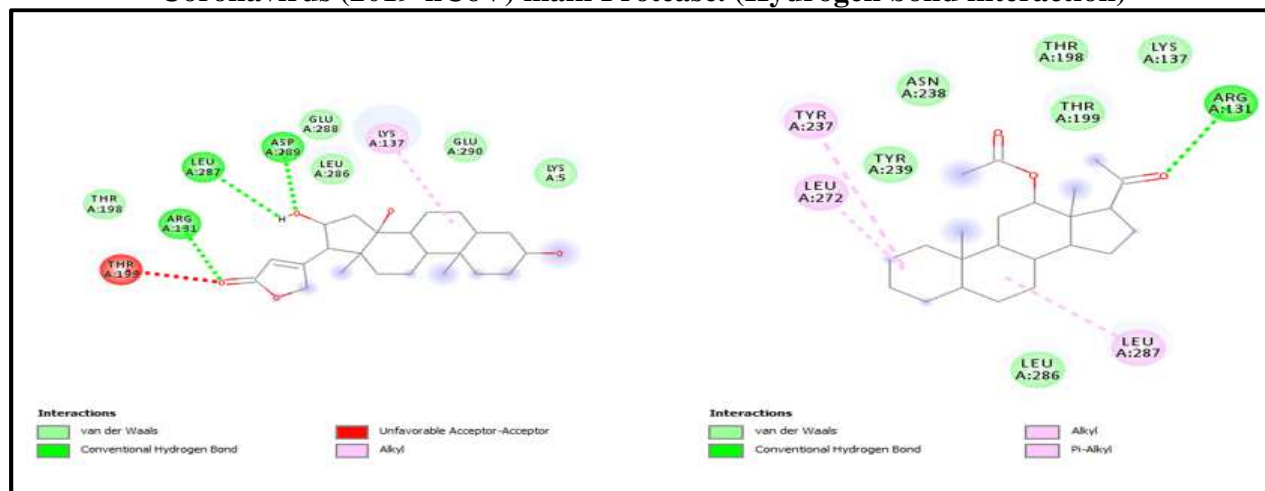 Coronavirus (2019-nCoV) main Protease. (Hydrogen bond interaction)
GLU
A:288
ASP
A:289
LYS
A:137
LEU
A:287
LEU
A:286
GLU
A:290
LYS
A:5
THR
A:198
ARG
A:131
THR
A:199
H
O
O
O
O
O
Interactions
van der Waals
Conventional Hydrogen Bond
Unfavorable Acceptor-Acceptor
Alkyl
THR
A:198
LYS
A:137
ASN
A:238
ARG
A:131
TYR
A:237
THR
A:199
TYR
A:239
LEU
A:272
O
O
O
LEU
A:287
LEU
A:286
Interactions
van der Waals
Conventional Hydrogen Bond
Alkyl
Pi-Alkyl